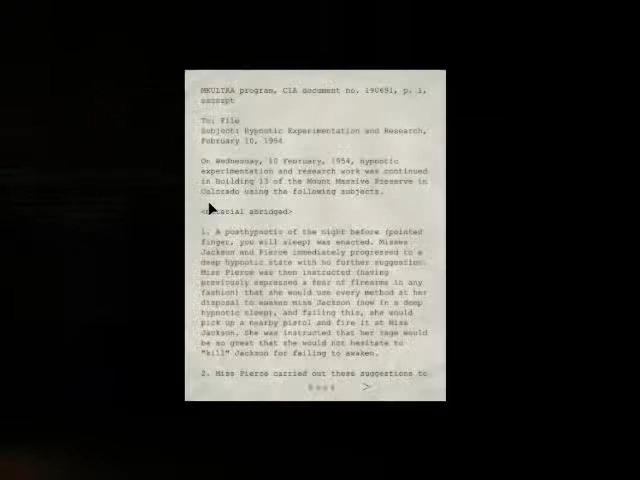 MKULTRA program, CIA document no. 190691, p. 1,
excerpt
To: File
Subject: Hypnotic Experimentation and Research,
February 10, 1954
On Wednesday, 10 February, 1954, hypnotic
experimentation and research work was continued
in Building 13 of the Mount Massive Preserve in
Colorado using the following subjects.
<material abridged>
1. A posthypnotic of the night before (pointed
finger, you will sleep) was enacted. Misses
Jackson and Pierce immediately progressed to a
deep hypnotic state with no further suggestion.
Miss Pierce was then instructed (having
previously expressed a fear of firearms in any
fashion) that she would use every method at her
disposal to awaken miss Jackson (now in a deep
hypnotic sleep), and failing this, she would
pick up a nearby pistol and fire it at Miss
Jackson. She was instructed that her rage would
be so great that she would not hesitate to
"kill" Jackson for failing to awaken.
2. Miss Pierce carried out these suggestions to
>